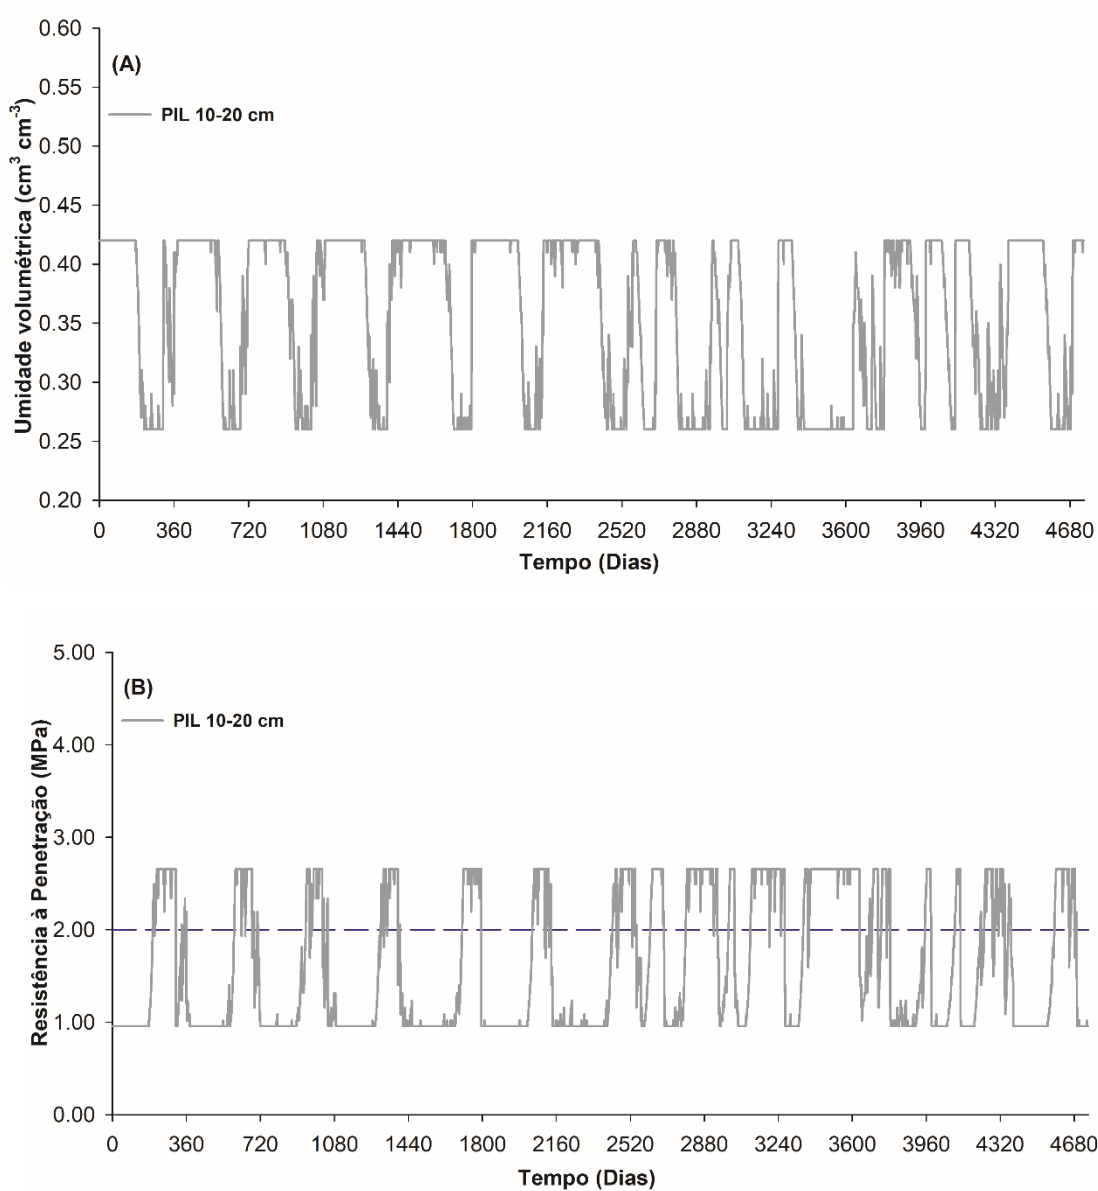 0.60
(A)
0.55
PIL 10-20 cm
0.50
0.45
0.40
0.35
0.30
0.25
0.20
Umidade volumétrica (cm³ cm⁻³)
0 360 720 1080 1440 1800 2160 2520 2880 3240 3600 3960 4320 4680
Tempo (Dias)
5.00
(B)
PIL 10-20 cm
4.00
3.00
2.00
1.00
0.00
Resistência à Penetração (MPa)
0 360 720 1080 1440 1800 2160 2520 2880 3240 3600 3960 4320 4680
Tempo (Dias)